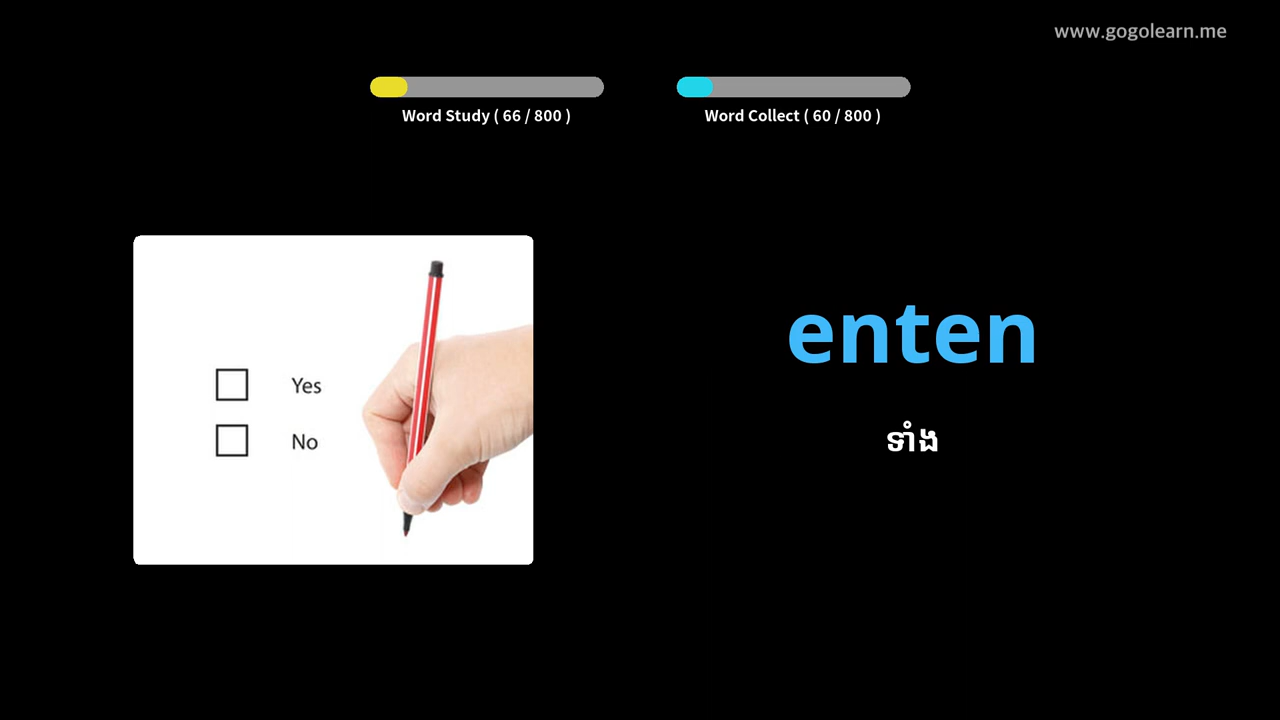 www.gogolearn.me
Word Study ( 66 / 800 )
Word Collect ( 60 / 800 )
Yes
No
enten
ទាំង